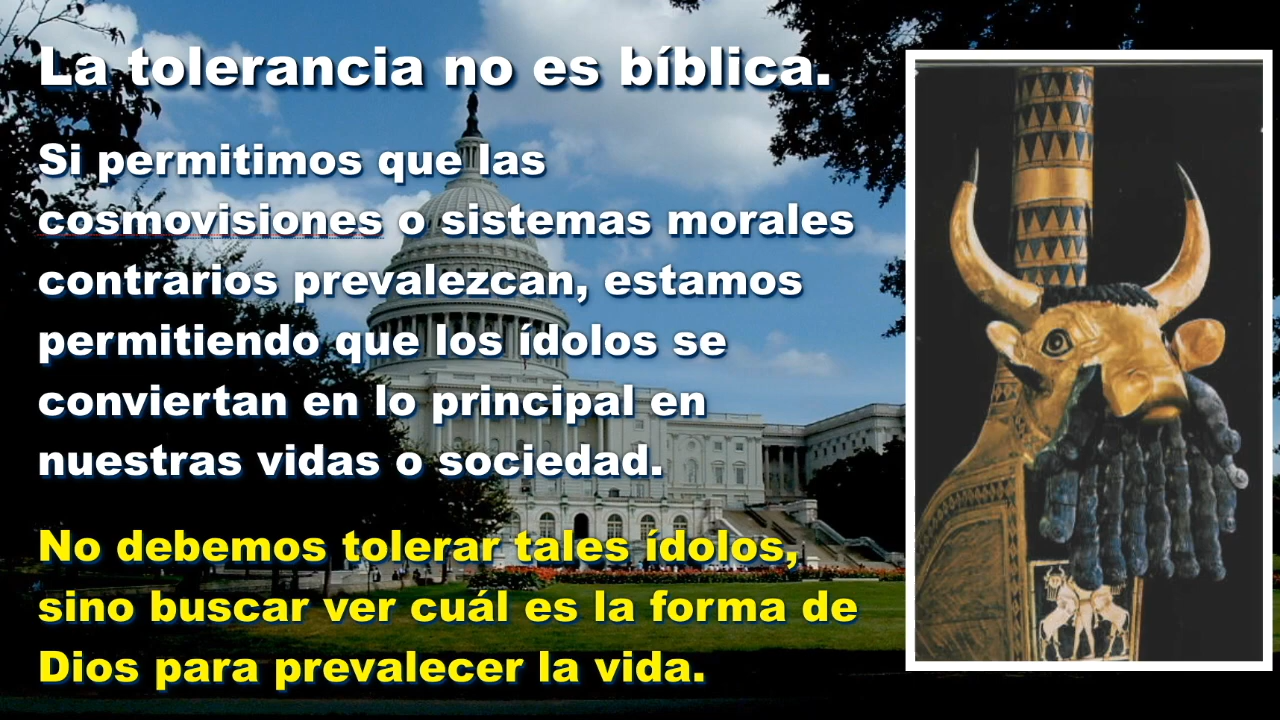 La tolerancia no es bíblica.
Si permitimos que las
cosmovisiones o sistemas morales
contrarios prevalezcan, estamos
permitiendo que los ídolos se
conviertan en lo principal en
nuestras vidas o sociedad.
No debemos tolerar tales ídolos,
sino buscar ver cuál es la forma de
Dios para prevalecer la vida.